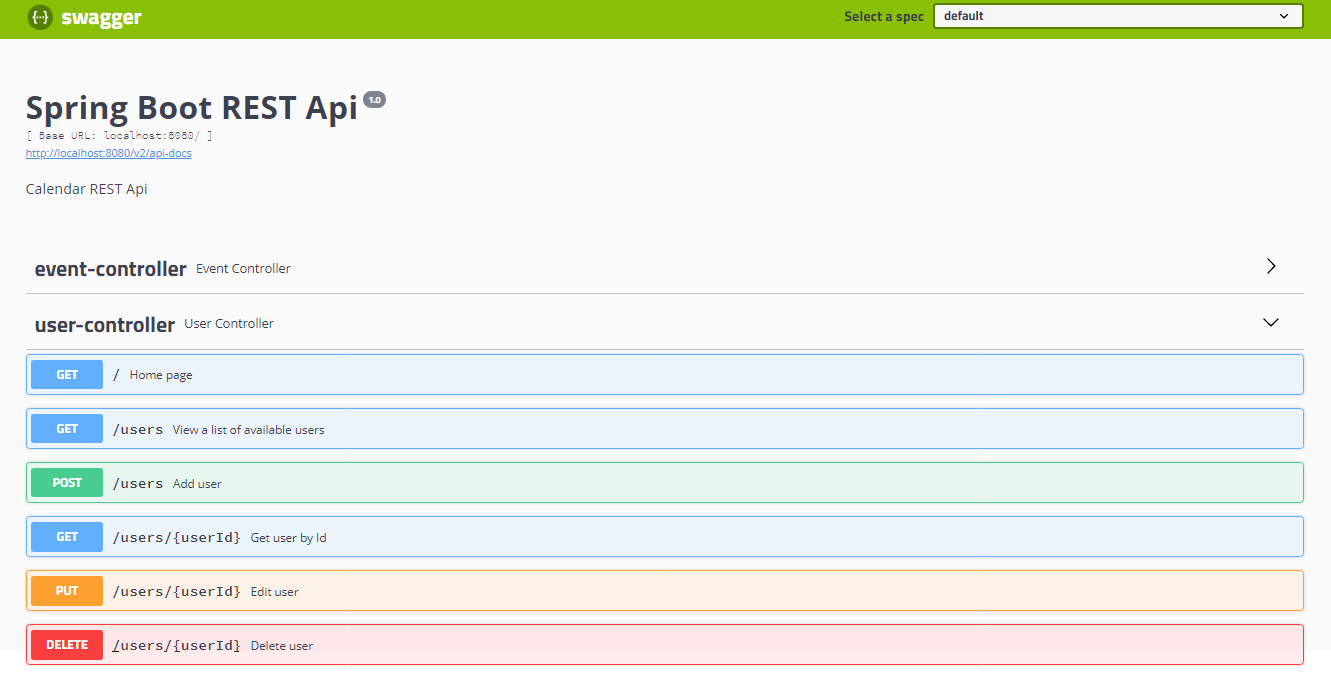 swagger
Select a spec default
Spring Boot REST Api 1.0
[ Base URL: localhost:8080/ ]
http://localhost:8080/v2/api-docs
Calendar REST Api
event-controller Event Controller
user-controller User Controller
GET / Home page
GET /users View a list of available users
POST /users Add user
GET /users/{userId} Get user by Id
PUT /users/{userId} Edit user
DELETE /users/{userId} Delete user